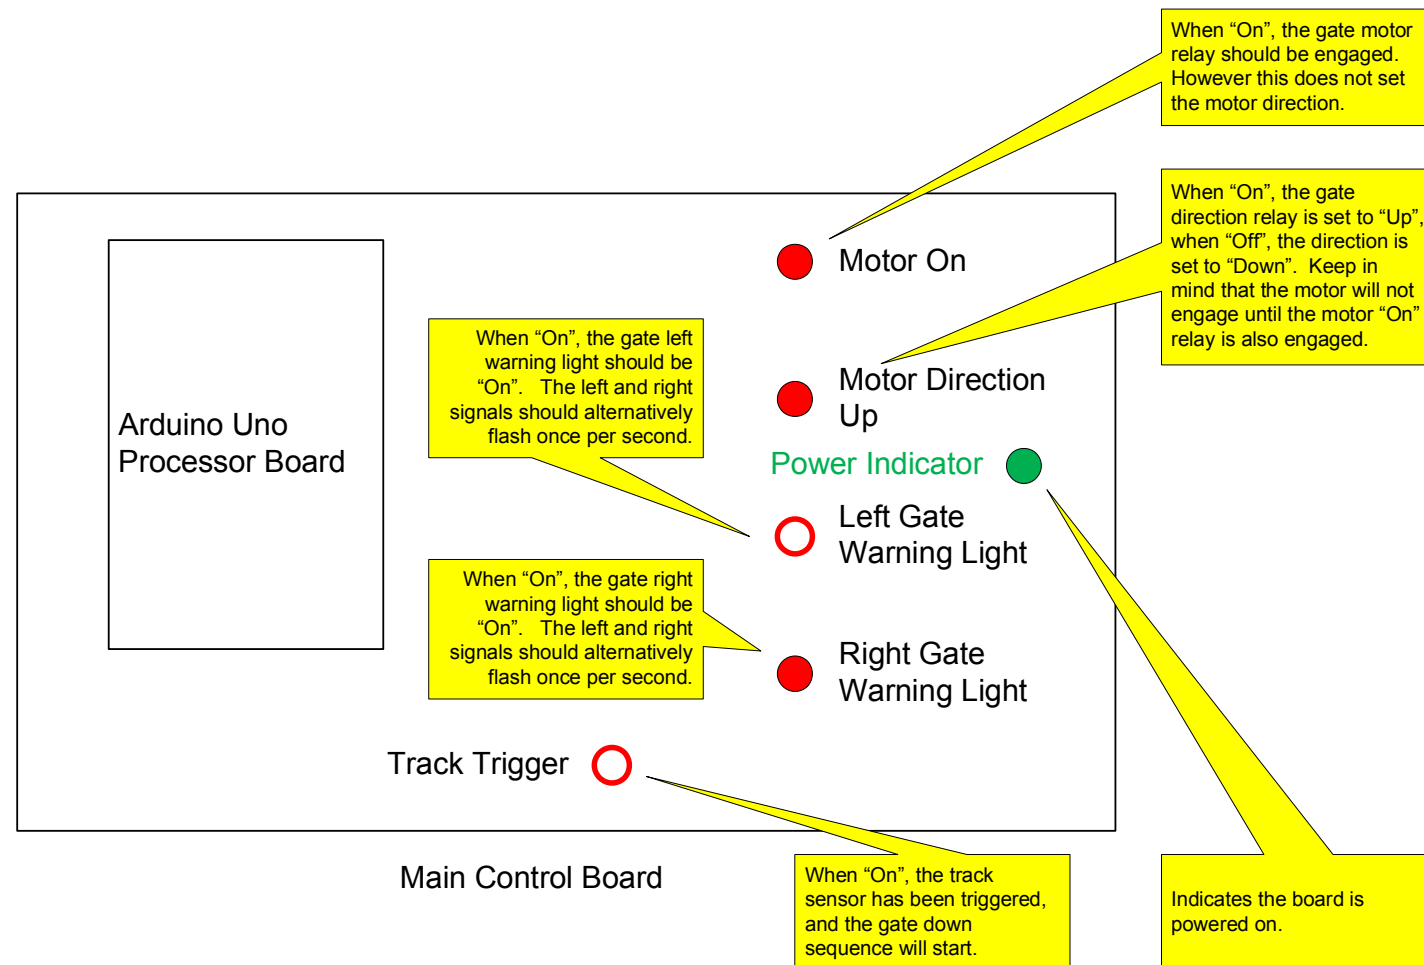 When “On”, the gate motor
relay should be engaged.
However this does not set
the motor direction.
When “On”, the gate
direction relay is set to “Up”,
when “Off”, the direction is
set to “Down”.  Keep in
mind that the motor will not
engage until the motor “On”
relay is also engaged.
Motor On
When “On”, the gate left
warning light should be
“On”.   The left and right
signals should alternatively
flash once per second.
Motor Direction
Up
Arduino Uno
Processor Board
Power Indicator
Left Gate
Warning Light
When “On”, the gate right
warning light should be
“On”.   The left and right
signals should alternatively
flash once per second.
Right Gate
Warning Light
Track Trigger
Main Control Board
When “On”, the track
sensor has been triggered,
and the gate down
sequence will start.
Indicates the board is
powered on.